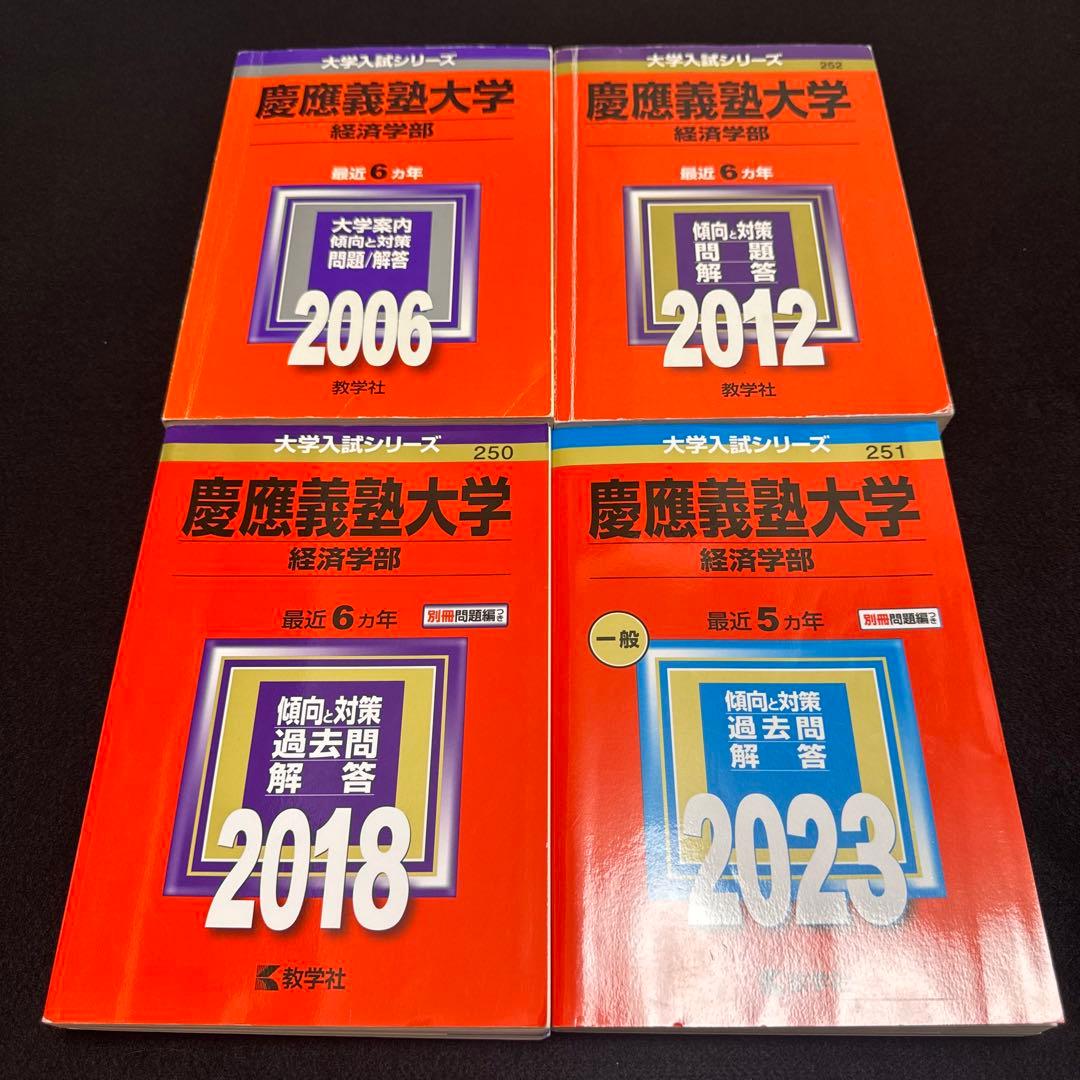 大学入試シリーズ
慶應義塾大学
経済学部
最近6ヵ年
大学案内
傾向と対策
問題/解答
2006
教学社
大学入試シリーズ
252
慶應義塾大学
経済学部
最近6ヵ年
傾向と対策
問題
解答
2012
教学社
大学入試シリーズ
250
慶應義塾大学
経済学部
最近6ヵ年
別冊問題編つき
傾向と対策
過去問
解答
2018
教学社
大学入試シリーズ
251
慶應義塾大学
経済学部
一般
最近5ヵ年
別冊問題編つき
傾向と対策
過去問
解答
2023
教学社